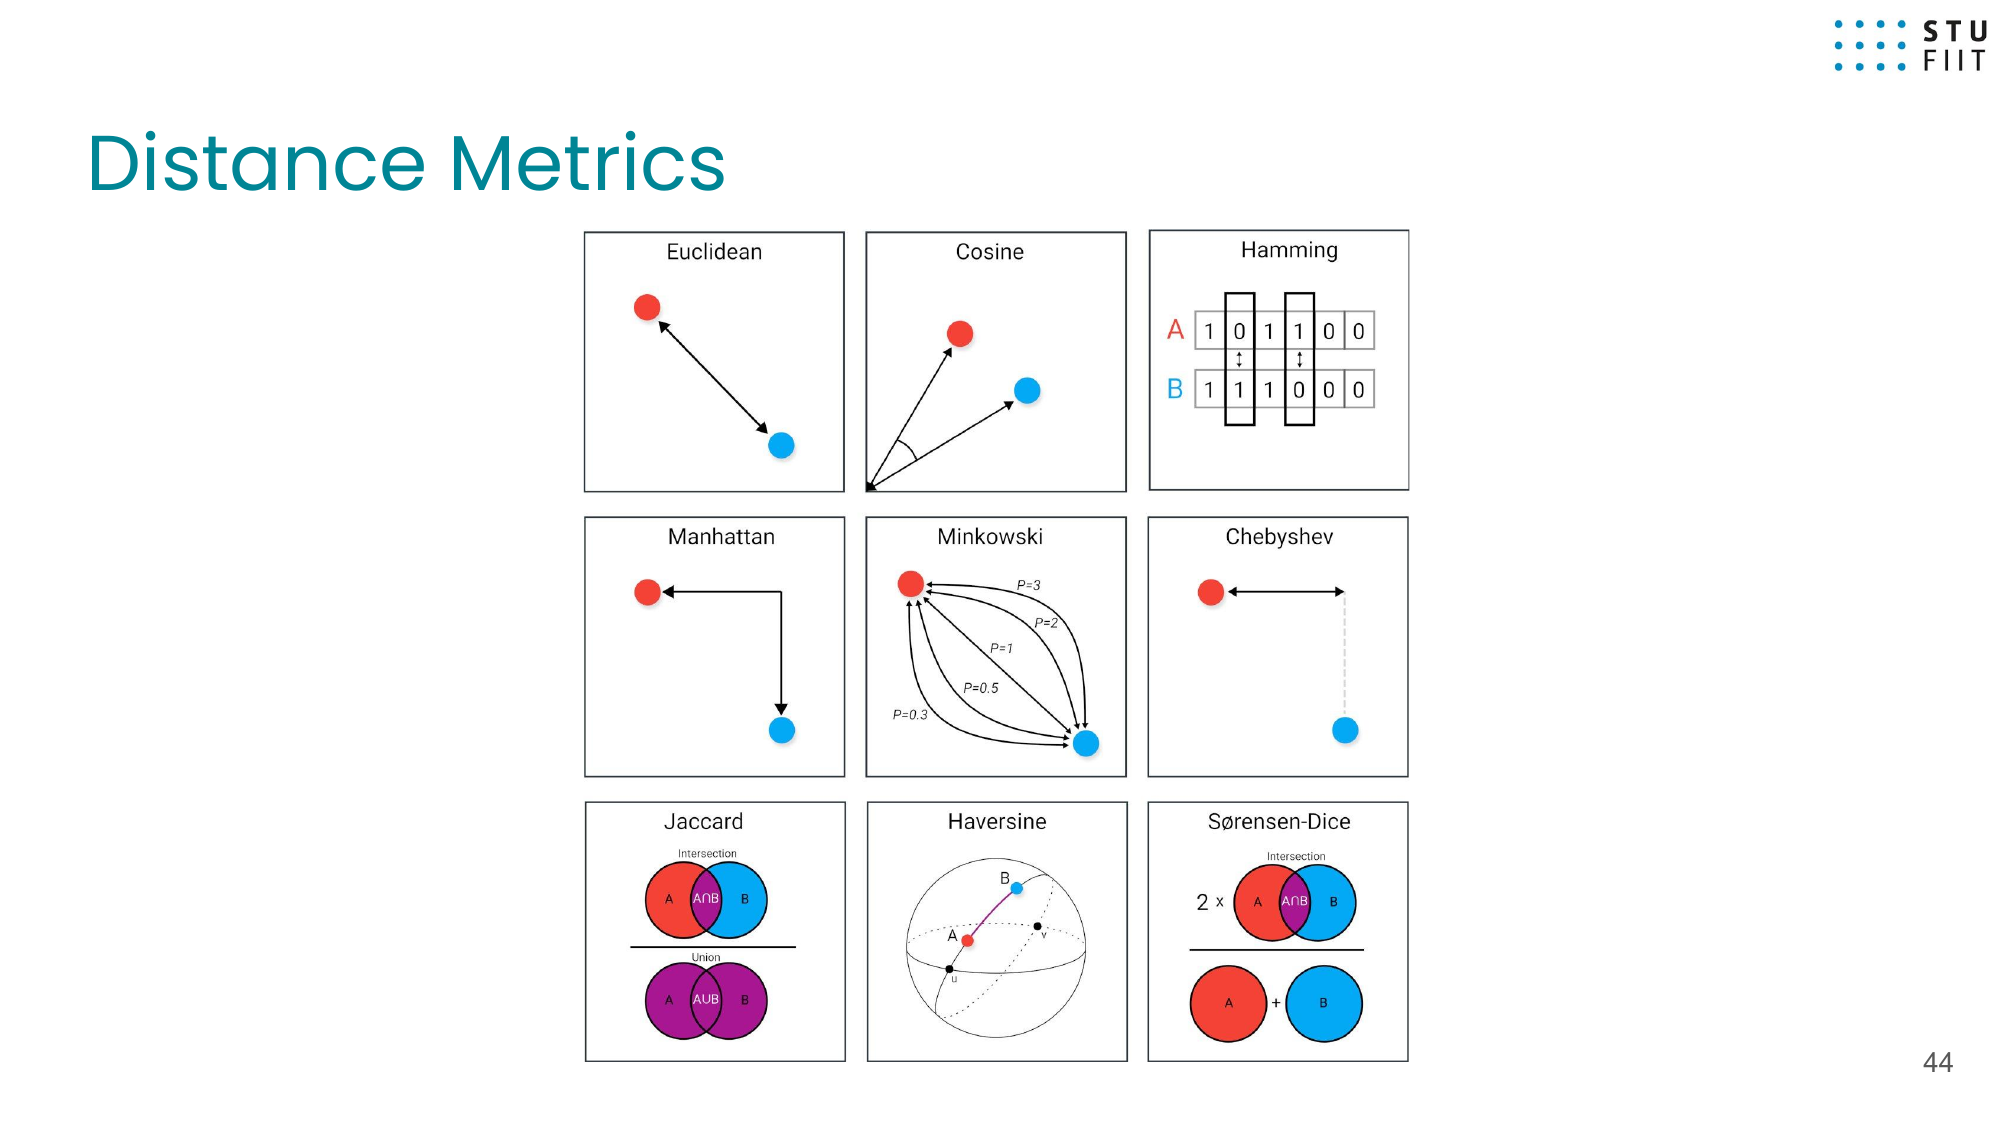 STU
FIIT
Distance Metrics
Euclidean
Cosine
Hamming
A 1 0 1 1 0 0
B 1 1 1 0 0 0
Manhattan
Minkowski
P=3
P=2
P=1
P=0.5
P=0.3
Chebyshev
Jaccard
Intersection
A A∩B B
Union
A A∪B B
Haversine
B
A
v
u
Sørensen-Dice
Intersection
2 x A A∩B B
A + B
44